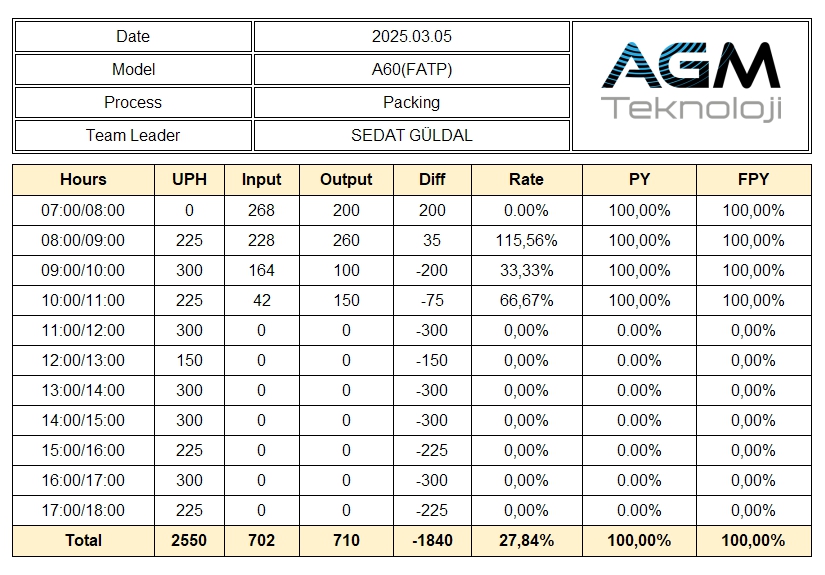 Date 2025.03.05
Model A60(FATP)
Process Packing
Team Leader SEDAT GÜLDAL
AGM
Teknoloji
Hours UPH Input Output Diff Rate PY FPY
07:00/08:00 0 268 200 200 0.00% 100,00% 100,00%
08:00/09:00 225 228 260 35 115,56% 100,00% 100,00%
09:00/10:00 300 164 100 -200 33,33% 100,00% 100,00%
10:00/11:00 225 42 150 -75 66,67% 100,00% 100,00%
11:00/12:00 300 0 0 -300 0,00% 0.00% 0,00%
12:00/13:00 150 0 0 -150 0,00% 0.00% 0,00%
13:00/14:00 300 0 0 -300 0,00% 0.00% 0,00%
14:00/15:00 300 0 0 -300 0,00% 0.00% 0,00%
15:00/16:00 225 0 0 -225 0,00% 0.00% 0,00%
16:00/17:00 300 0 0 -300 0,00% 0.00% 0,00%
17:00/18:00 225 0 0 -225 0,00% 0.00% 0,00%
Total 2550 702 710 -1840 27,84% 100,00% 100,00%